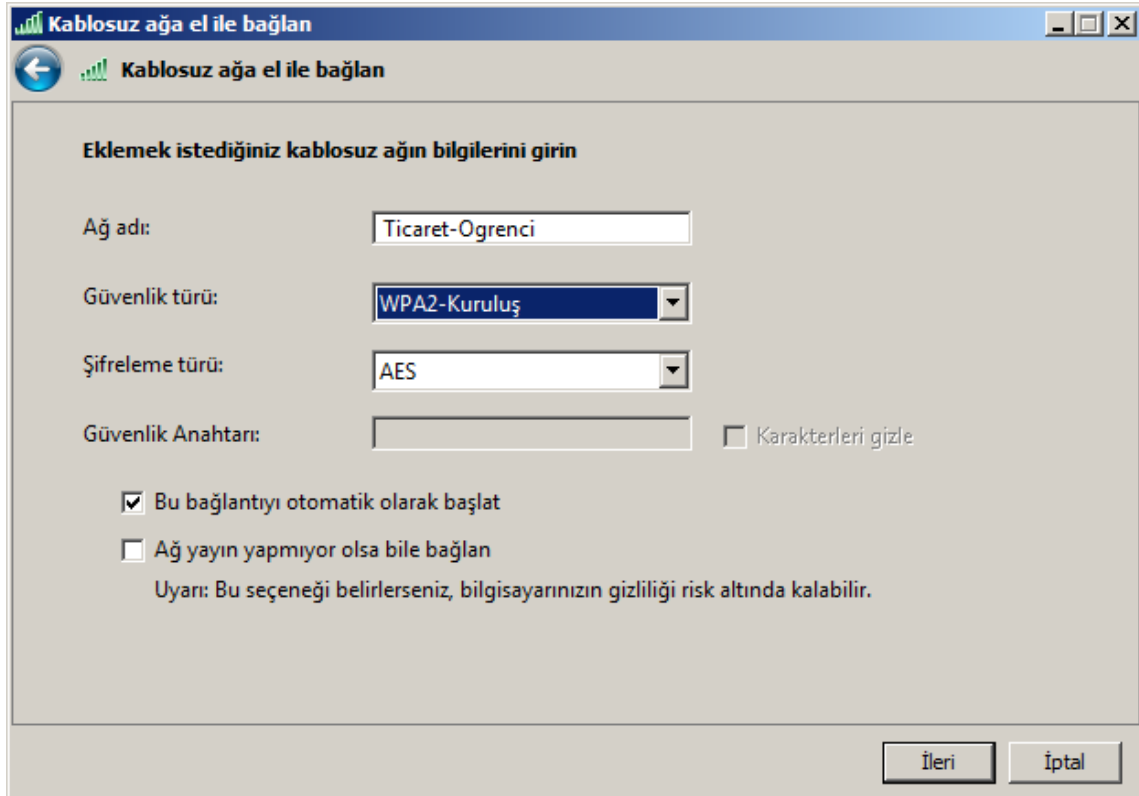 Kablosuz ağa el ile bağlan
Kablosuz ağa el ile bağlan
Eklemek istediğiniz kablosuz ağın bilgilerini girin
Ağ adı: Ticaret-Ogrenci
Güvenlik türü: WPA2-Kuruluş
Şifreleme türü: AES
Güvenlik Anahtarı: Karakterleri gizle
Bu bağlantıyı otomatik olarak başlat
Ağ yayın yapmıyor olsa bile bağlan
Uyarı: Bu seçeneği belirlerseniz, bilgisayarınızın gizliliği risk altında kalabilir.
İleri İptal